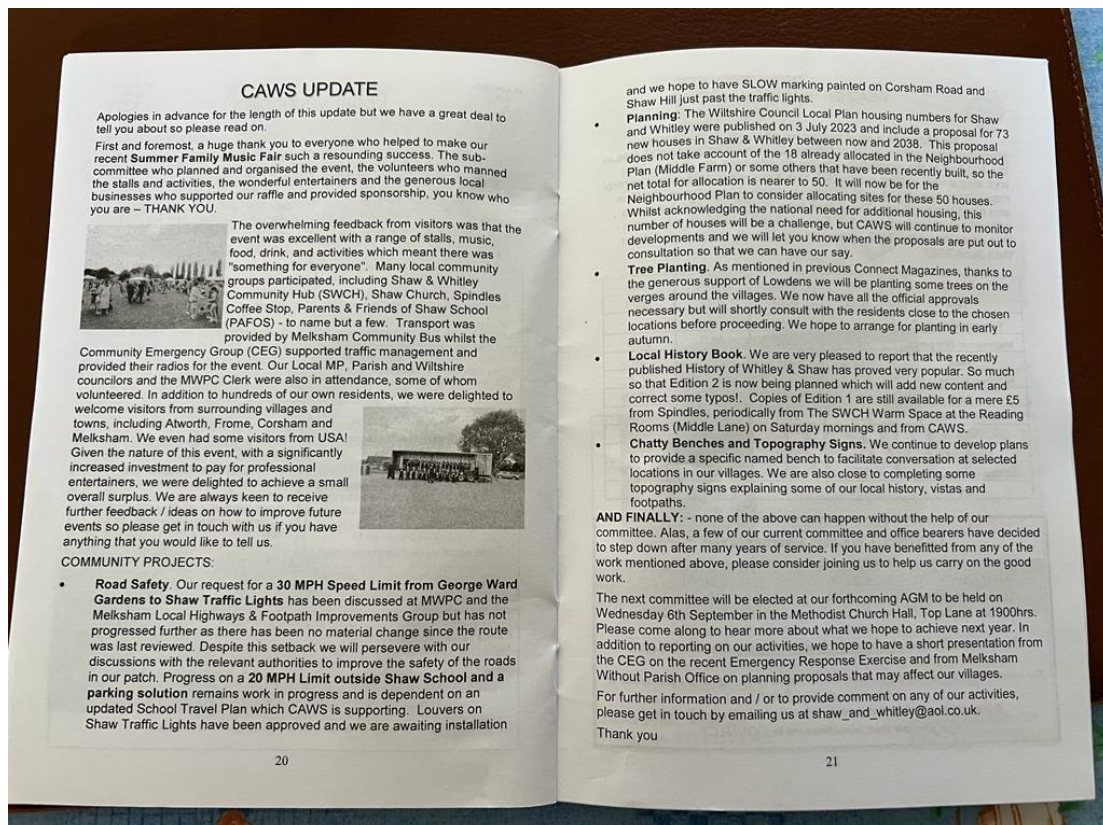 CAWS UPDATE
Apologies in advance for the length of this update but we have a great deal to
tell you about so please read on.
First and foremost, a huge thank you to everyone who helped to make our
recent Summer Family Music Fair such a resounding success. The sub-
committee who planned and organised the event, the volunteers who manned
the stalls and activities, the wonderful entertainers and the generous local
businesses who supported our raffle and provided sponsorship, you know who
you are – THANK YOU.
The overwhelming feedback from visitors was that the
event was excellent with a range of stalls, music,
food, drink, and activities which meant there was
"something for everyone". Many local community
groups participated, including Shaw & Whitley
Community Hub (SWCH), Shaw Church, Spindles
Coffee Stop, Parents & Friends of Shaw School
(PAFOS) - to name but a few. Transport was
provided by Melksham Community Bus whilst the
Community Emergency Group (CEG) supported traffic management and
provided their radios for the event. Our Local MP, Parish and Wiltshire
councilors and the MWPC Clerk were also in attendance, some of whom
volunteered. In addition to hundreds of our own residents, we were delighted to
welcome visitors from surrounding villages and
towns, including Atworth, Frome, Corsham and
Melksham. We even had some visitors from USA!
Given the nature of this event, with a significantly
increased investment to pay for professional
entertainers, we were delighted to achieve a small
overall surplus. We are always keen to receive
further feedback / ideas on how to improve future
events so please get in touch with us if you have
anything that you would like to tell us.
COMMUNITY PROJECTS:
• Road Safety. Our request for a 30 MPH Speed Limit from George Ward
Gardens to Shaw Traffic Lights has been discussed at MWPC and the
Melksham Local Highways & Footpath Improvements Group but has not
progressed further as there has been no material change since the route
was last reviewed. Despite this setback we will persevere with our
discussions with the relevant authorities to improve the safety of the roads
in our patch. Progress on a 20 MPH Limit outside Shaw School and a
parking solution remains work in progress and is dependent on an
updated School Travel Plan which CAWS is supporting. Louvers on
Shaw Traffic Lights have been approved and we are awaiting installation
20
and we hope to have SLOW marking painted on Corsham Road and
Shaw Hill just past the traffic lights.
• Planning: The Wiltshire Council Local Plan housing numbers for Shaw
and Whitley were published on 3 July 2023 and include a proposal for 73
new houses in Shaw & Whitley between now and 2038. This proposal
does not take account of the 18 already allocated in the Neighbourhood
Plan (Middle Farm) or some others that have been recently built, so the
net total for allocation is nearer to 50. It will now be for the
Neighbourhood Plan to consider allocating sites for these 50 houses.
Whilst acknowledging the national need for additional housing, this
number of houses will be a challenge, but CAWS will continue to monitor
developments and we will let you know when the proposals are put out to
consultation so that we can have our say.
• Tree Planting. As mentioned in previous Connect Magazines, thanks to
the generous support of Lowdens we will be planting some trees on the
verges around the villages. We now have all the official approvals
necessary but will shortly consult with the residents close to the chosen
locations before proceeding. We hope to arrange for planting in early
autumn.
• Local History Book. We are very pleased to report that the recently
published History of Whitley & Shaw has proved very popular. So much
so that Edition 2 is now being planned which will add new content and
correct some typos!. Copies of Edition 1 are still available for a mere £5
from Spindles, periodically from The SWCH Warm Space at the Reading
Rooms (Middle Lane) on Saturday mornings and from CAWS.
• Chatty Benches and Topography Signs. We continue to develop plans
to provide a specific named bench to facilitate conversation at selected
locations in our villages. We are also close to completing some
topography signs explaining some of our local history, vistas and
footpaths.
AND FINALLY: - none of the above can happen without the help of our
committee. Alas, a few of our current committee and office bearers have decided
to step down after many years of service. If you have benefitted from any of the
work mentioned above, please consider joining us to help us carry on the good
work.
The next committee will be elected at our forthcoming AGM to be held on
Wednesday 6th September in the Methodist Church Hall, Top Lane at 1900hrs.
Please come along to hear more about what we hope to achieve next year. In
addition to reporting on our activities, we hope to have a short presentation from
the CEG on the recent Emergency Response Exercise and from Melksham
Without Parish Office on planning proposals that may affect our villages.
For further information and / or to provide comment on any of our activities,
please get in touch by emailing us at shaw_and_whitley@aol.co.uk.
Thank you
21